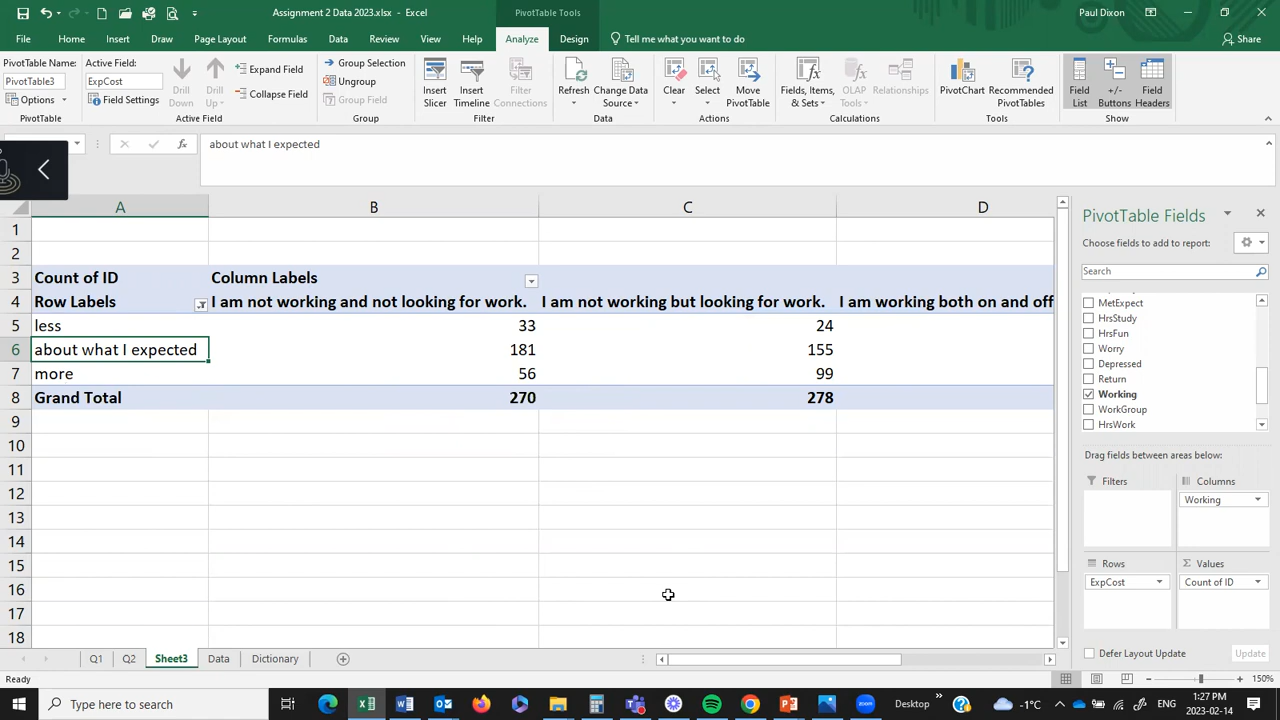 Assignment 2 Data 2023.xlsx - Excel
PivotTable Tools
Paul Dixon
File
Home
Insert
Draw
Page Layout
Formulas
Data
Review
View
Help
Analyze
Design
Tell me what you want to do
Share
PivotTable Name:
PivotTable3
Options
PivotTable
Active Field:
ExpCost
Field Settings
Drill Down
Drill Up
Expand Field
Collapse Field
Active Field
Group Selection
Ungroup
Group Field
Group
Insert Slicer
Insert Timeline
Filter Connections
Filter
Refresh
Change Data Source
Data
Clear
Select
Move PivotTable
Actions
Fields, Items, & Sets
OLAP Tools
Relationships
Calculations
PivotChart
Recommended PivotTables
Tools
Field List
+/- Buttons
Field Headers
Show
fx
about what I expected
A B C D
1
2
3 Count of ID Column Labels
4 Row Labels I am not working and not looking for work. I am not working but looking for work. I am working both on and off
5 less 33 24
6 about what I expected 181 155
7 more 56 99
8 Grand Total 270 278
9
10
11
12
13
14
15
16
17
18
PivotTable Fields
Choose fields to add to report:
Search
MetExpect
HrsStudy
HrsFun
Worry
Depressed
Return
Working
WorkGroup
HrsWork
Drag fields between areas below:
Filters
Columns
Working
Rows
Σ Values
ExpCost
Count of ID
Defer Layout Update
Update
Q1
Q2
Sheet3
Data
Dictionary
Ready
150%
Type here to search
Desktop
-1°C
ENG
1:27 PM
2023-02-14